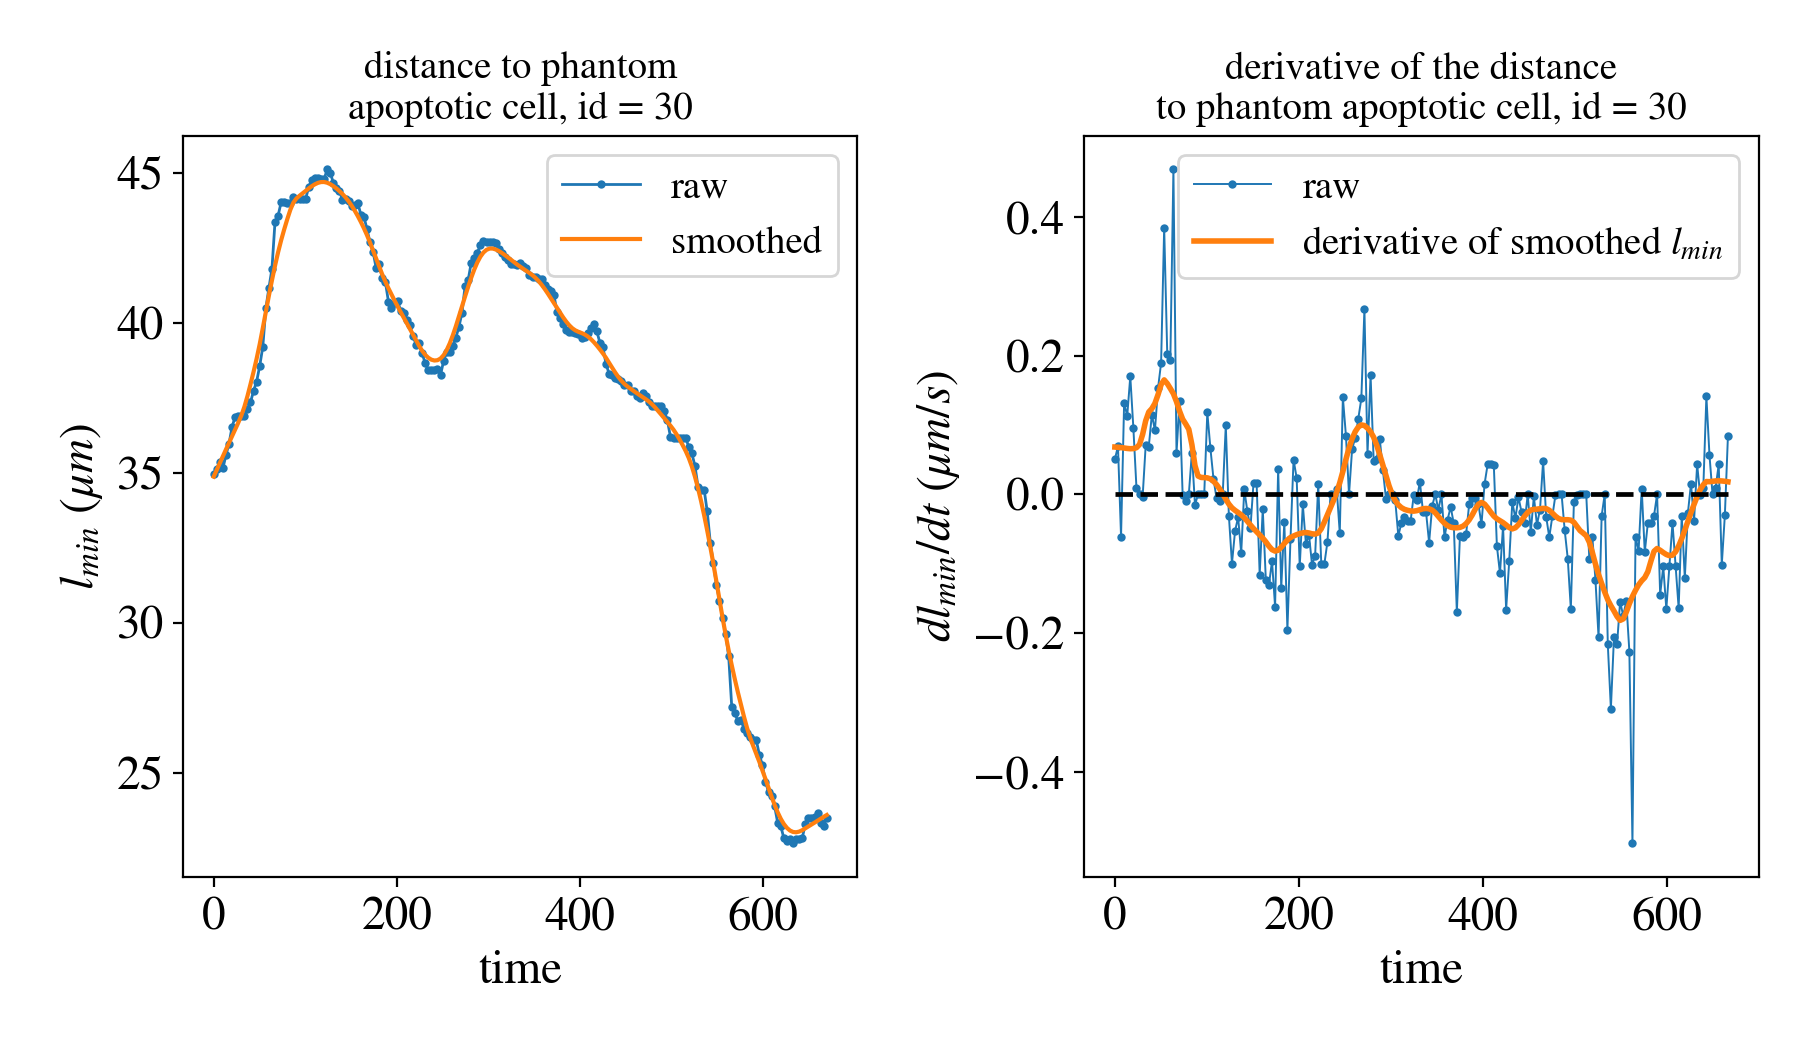 distance to phantom
apoptotic cell, id = 30
45
40
35
30
25
0 200 400 600
time
l_min (μm)
raw
smoothed
derivative of the distance
to phantom apoptotic cell, id = 30
0.4
0.2
0.0
−0.2
−0.4
0 200 400 600
time
dl_min/dt (μm/s)
raw
derivative of smoothed l_min